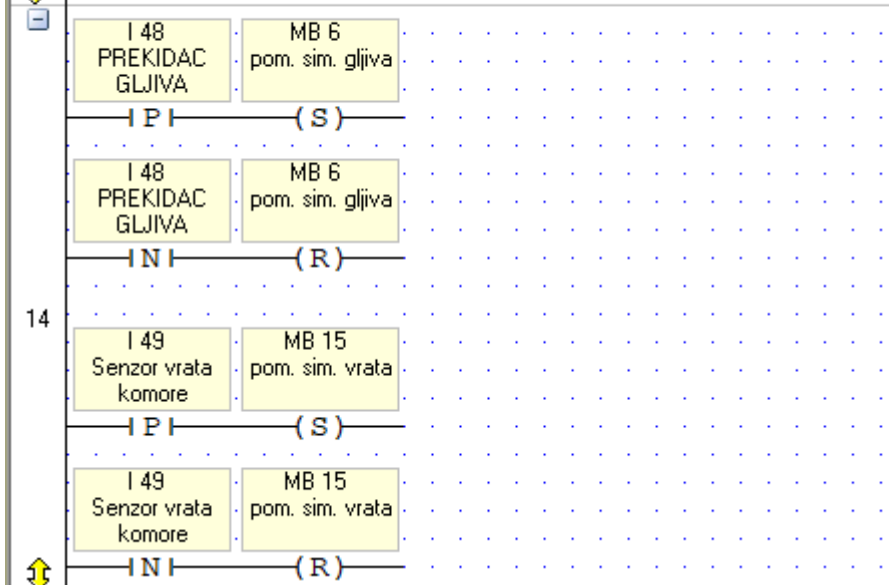 I 48
PREKIDAC
GLJIVA
MB 6
pom. sim. gljiva
P
( S )
I 48
PREKIDAC
GLJIVA
MB 6
pom. sim. gljiva
N
( R )
14
I 49
Senzor vrata
komore
MB 15
pom. sim. vrata
P
( S )
I 49
Senzor vrata
komore
MB 15
pom. sim. vrata
N
( R )